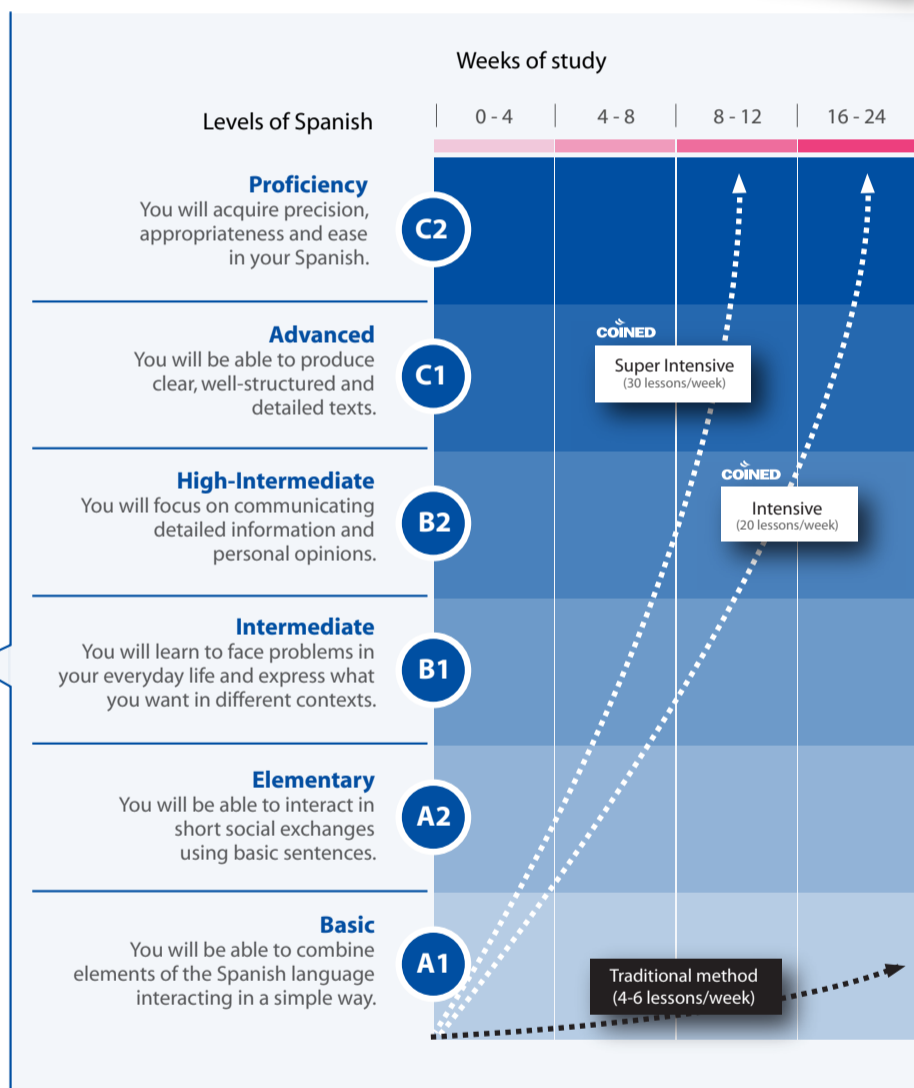 Weeks of study
Levels of Spanish
0 - 4
4 - 8
8 - 12
16 - 24
Proficiency
You will acquire precision,
appropriateness and ease
in your Spanish.
C2
Advanced
You will be able to produce
clear, well-structured and
detailed texts.
C1
COINED
Super Intensive
(30 lessons/week)
High-Intermediate
You will focus on communicating
detailed information and
personal opinions.
B2
COINED
Intensive
(20 lessons/week)
Intermediate
You will learn to face problems in
your everyday life and express what
you want in different contexts.
B1
Elementary
You will be able to interact in
short social exchanges
using basic sentences.
A2
Basic
You will be able to combine
elements of the Spanish language
interacting in a simple way.
A1
Traditional method
(4-6 lessons/week)